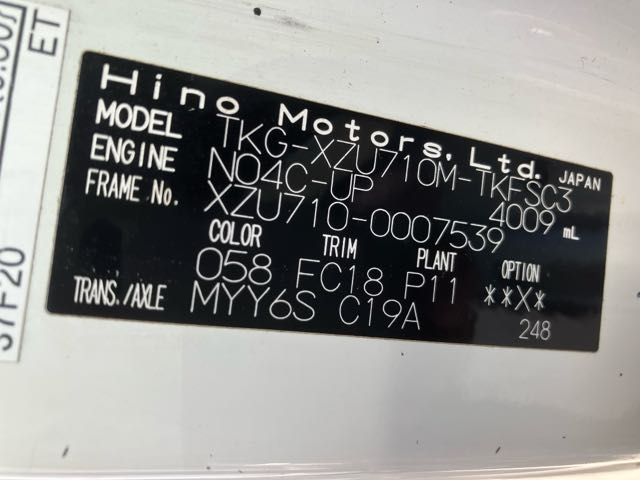 Hino Motors, Ltd. JAPAN
MODEL TKG-XZU710M-TKFSC3
ENGINE N04C-UP 4009 mL
FRAME No. XZU710-0007539
COLOR TRIM PLANT OPTION
058 FC18 P11 **X*
TRANS./AXLE MYY6S C19A 248
ET